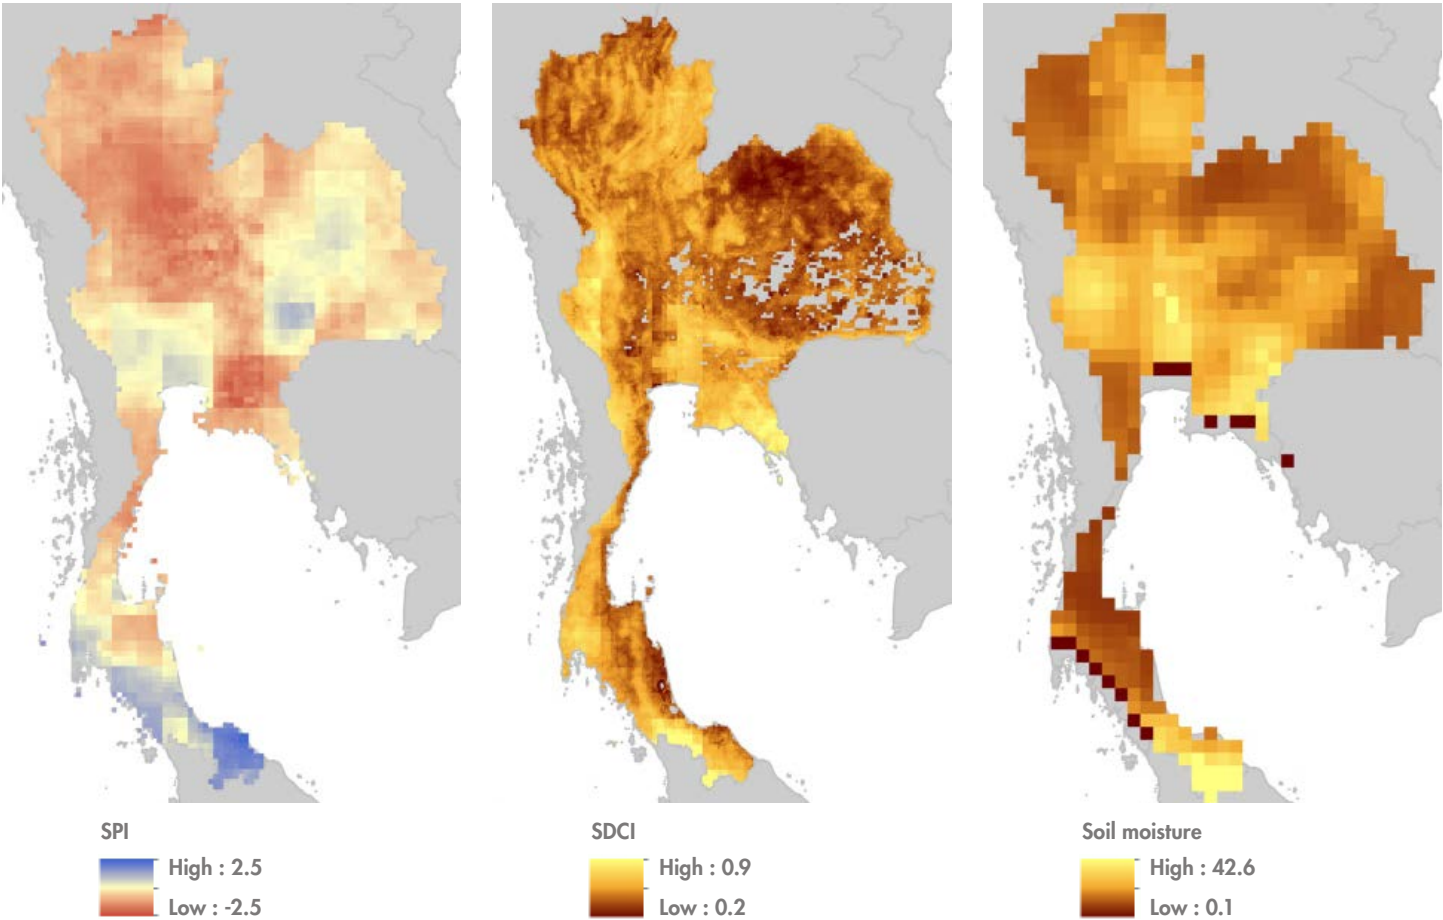 SPI
High : 2.5
Low : -2.5
SDCI
High : 0.9
Low : 0.2
Soil moisture
High : 42.6
Low : 0.1